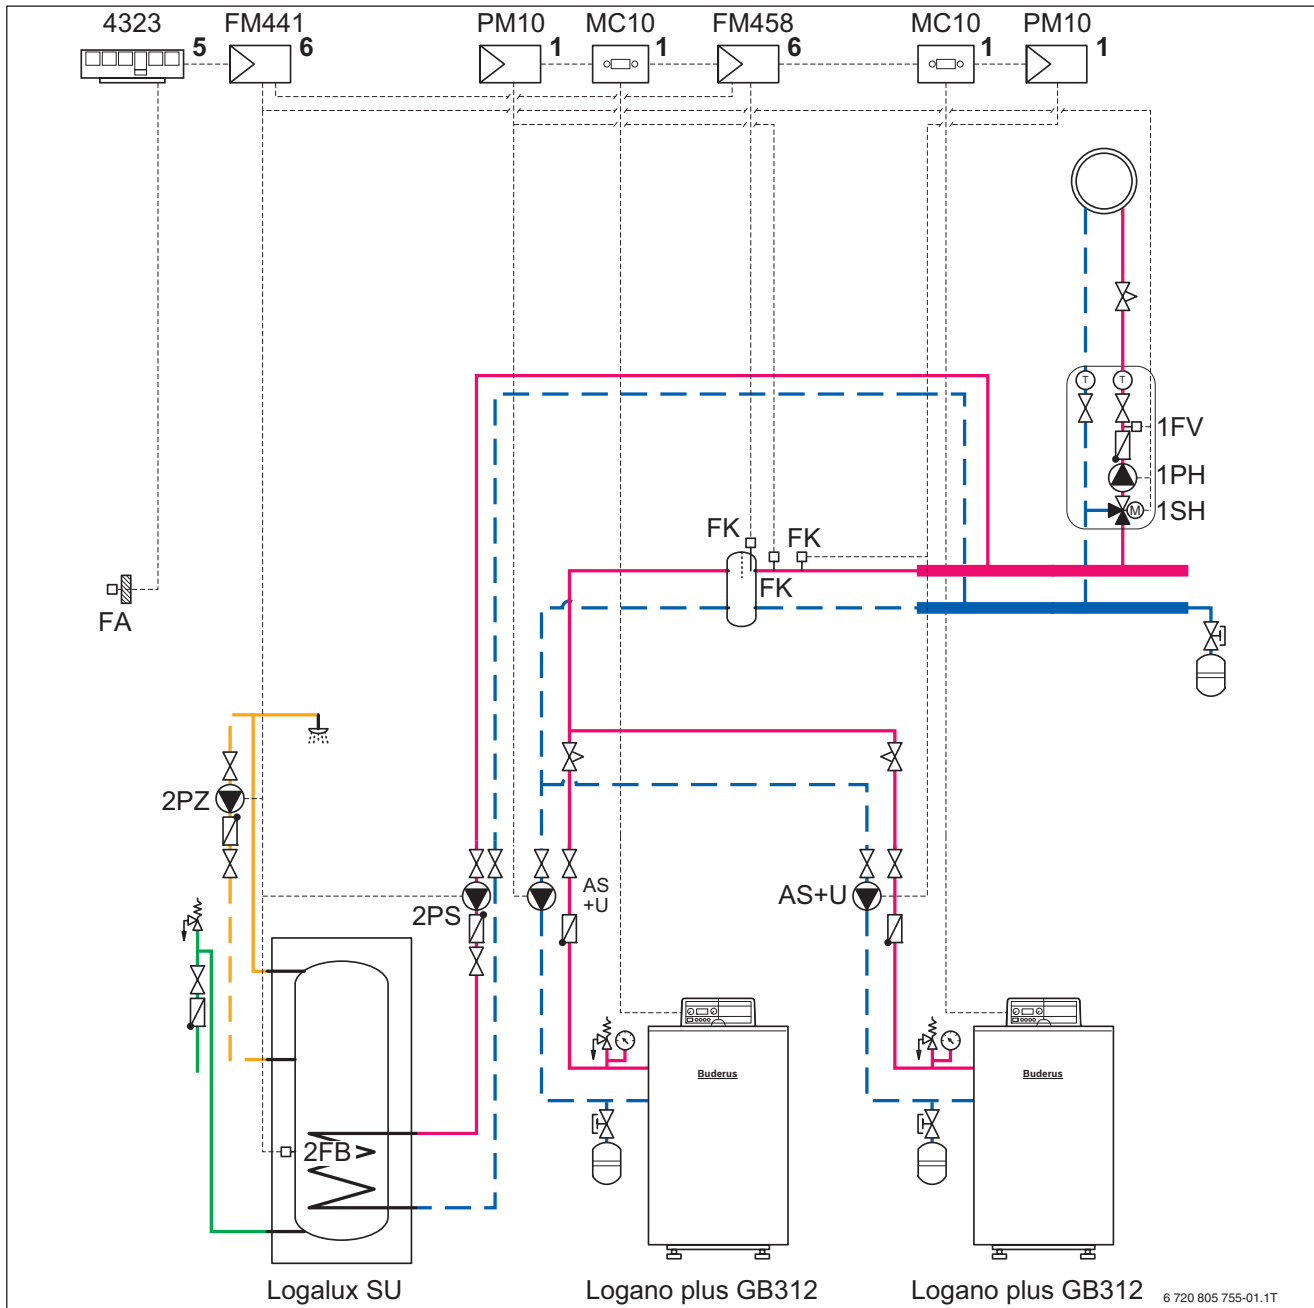 4323 FM441 PM10 MC10 FM458 MC10 PM10
5 6 1 1 6 1 1
T T
1FV
1PH
M 1SH
FK FK
FK
FA
2PZ
AS
+U
AS+U
2PS
Buderus Buderus
2FB
Logalux SU Logano plus GB312 Logano plus GB312
6 720 805 755-01.1T